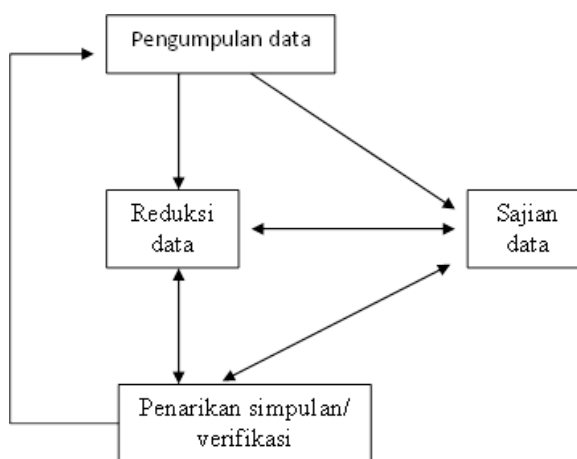 Pengumpulan data
Reduksi
data
Sajian
data
Penarikan simpulan/
verifikasi